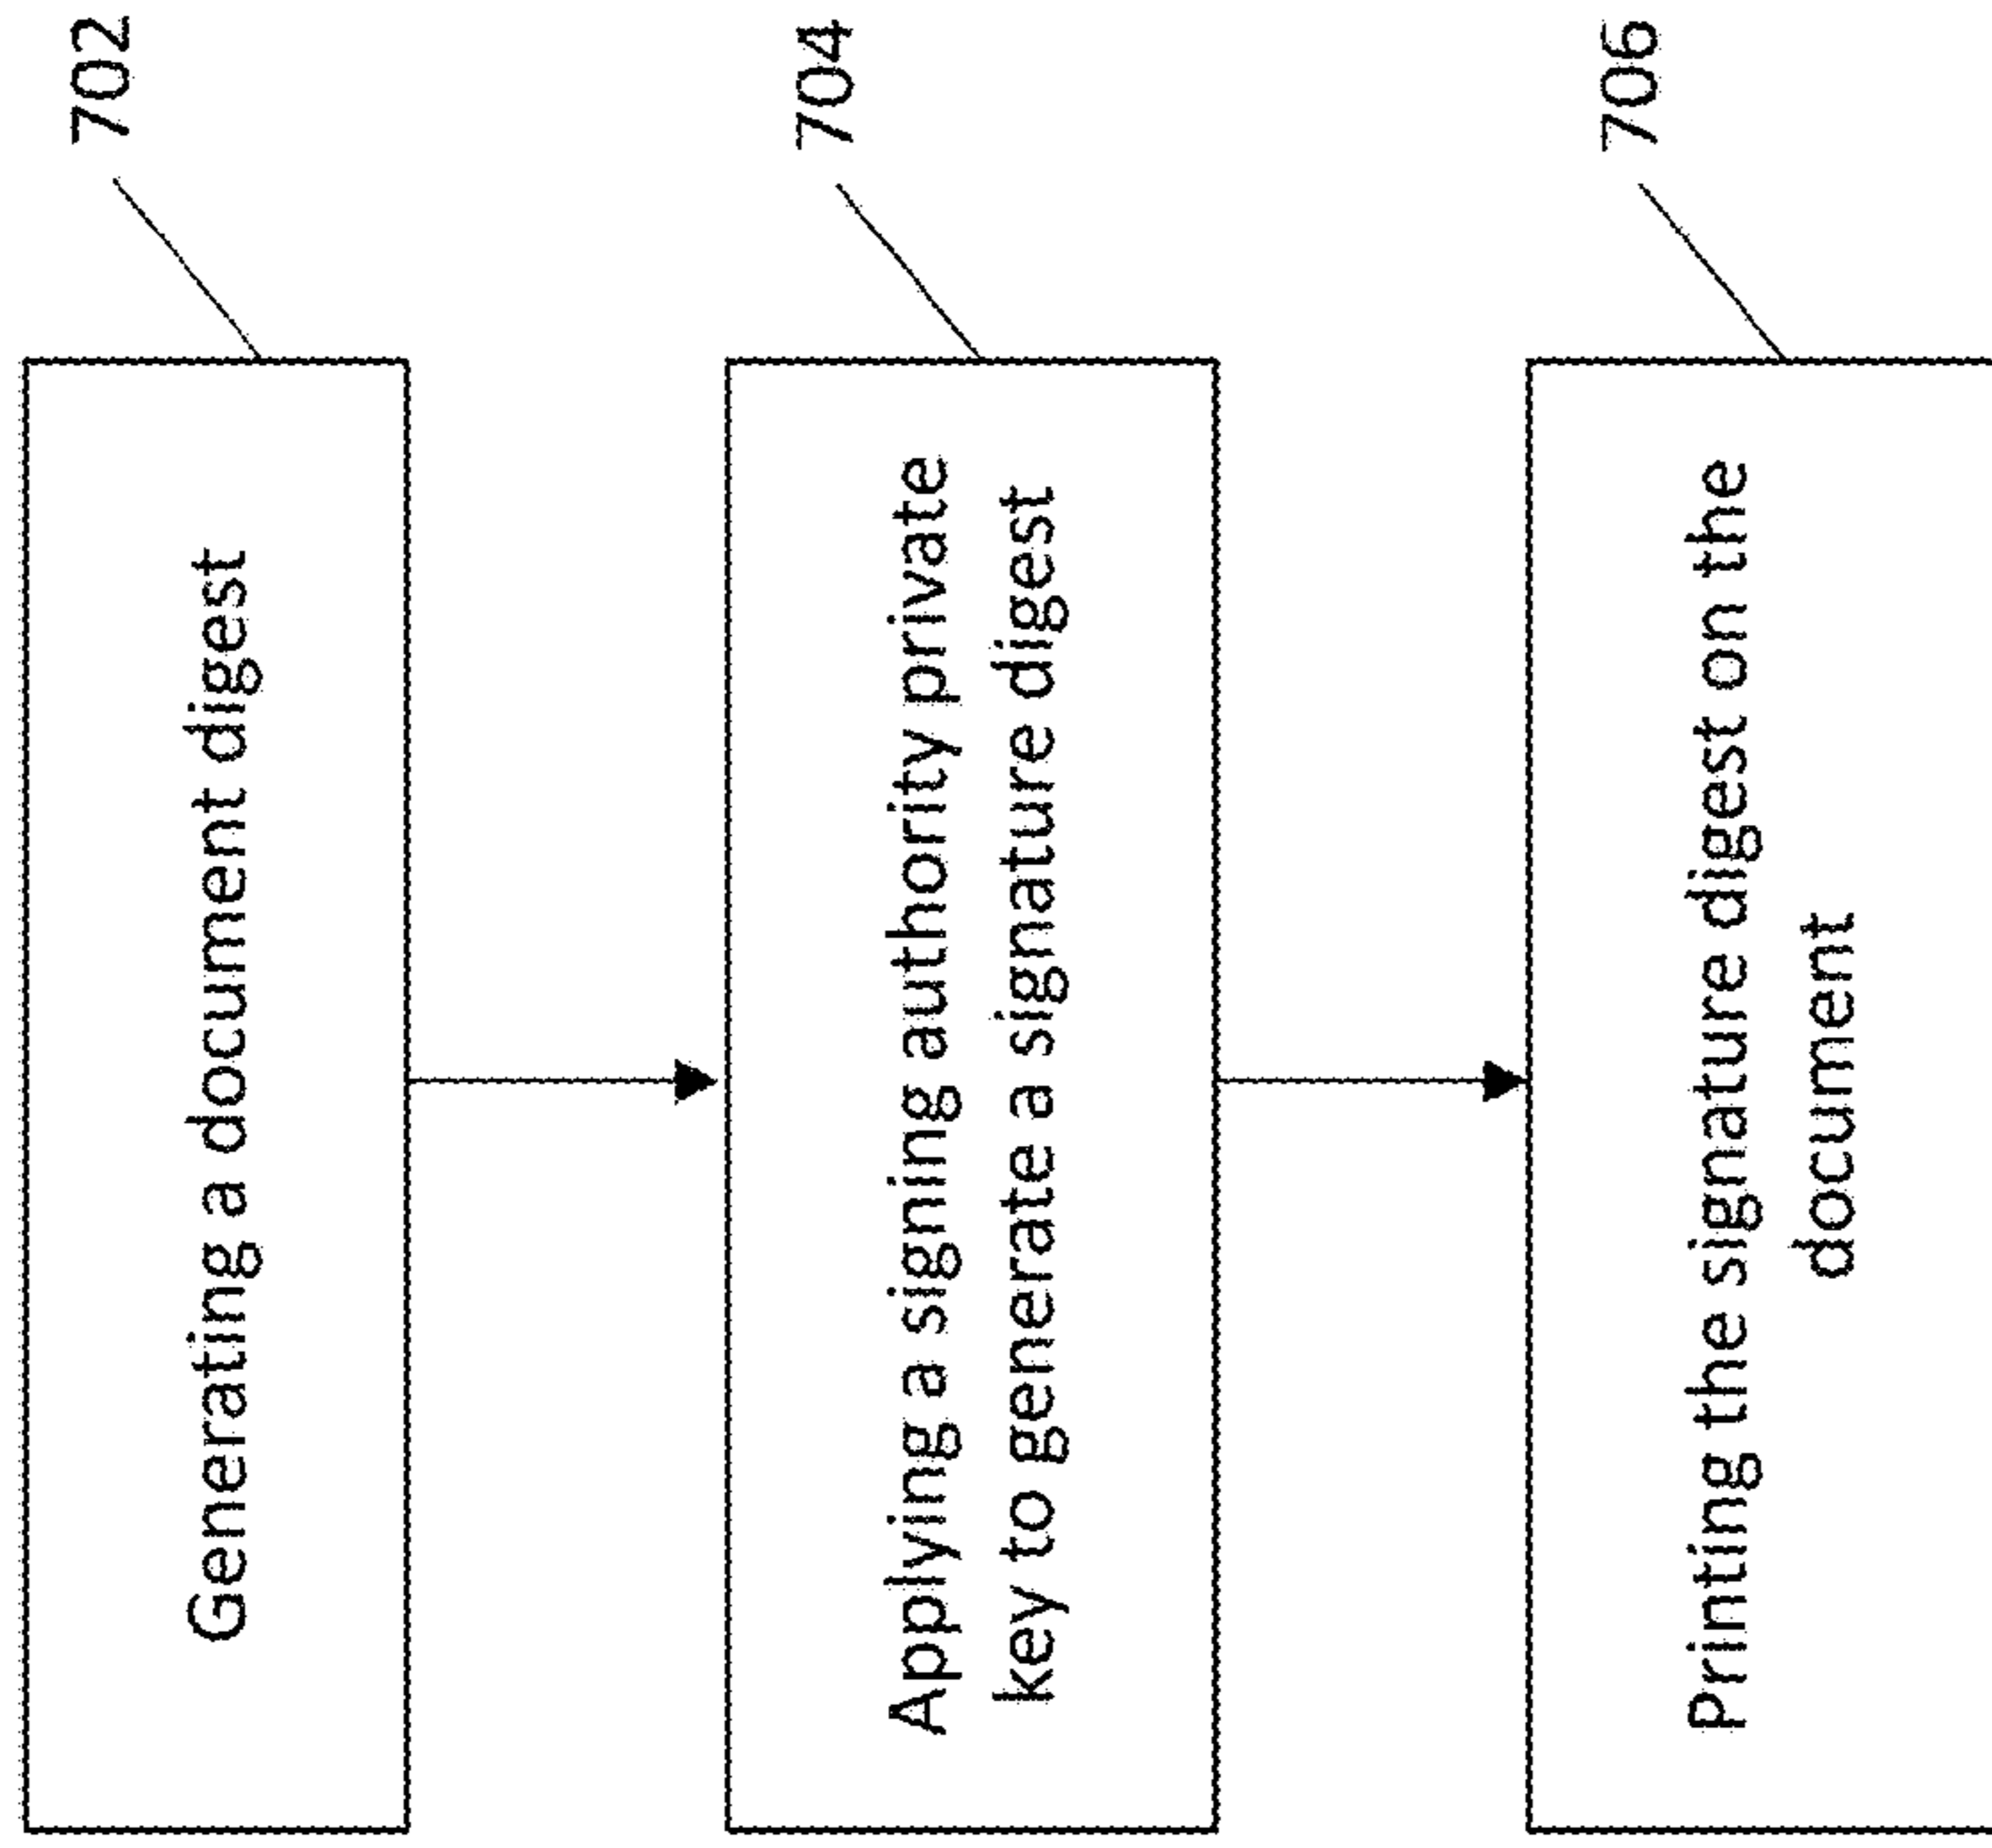 702
Generating a document digest
704
Applying a signing authority private
key to generate a signature digest
706
Printing the signature digest on the
document